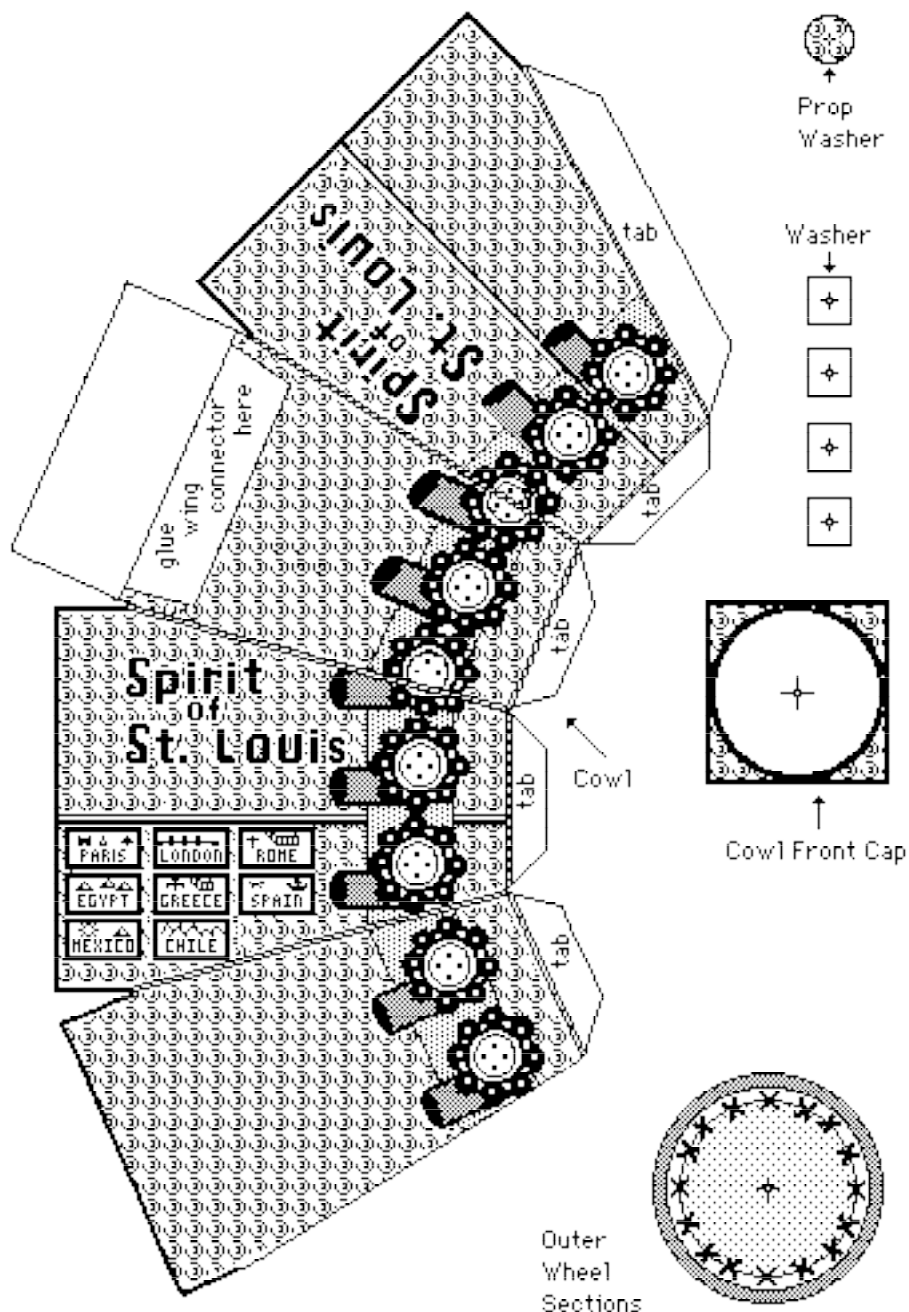 Prop
Washer
tab
Washer
Spirit
of
St. Louis
glue
wing
connector
here
tab
tab
Spirit
of
St. Louis
Cowl
tab
Cowl Front Cap
PARIS
LONDON
ROME
EGYPT
GREECE
SPAIN
MEXICO
CHILE
tab
Outer
Wheel
Sections